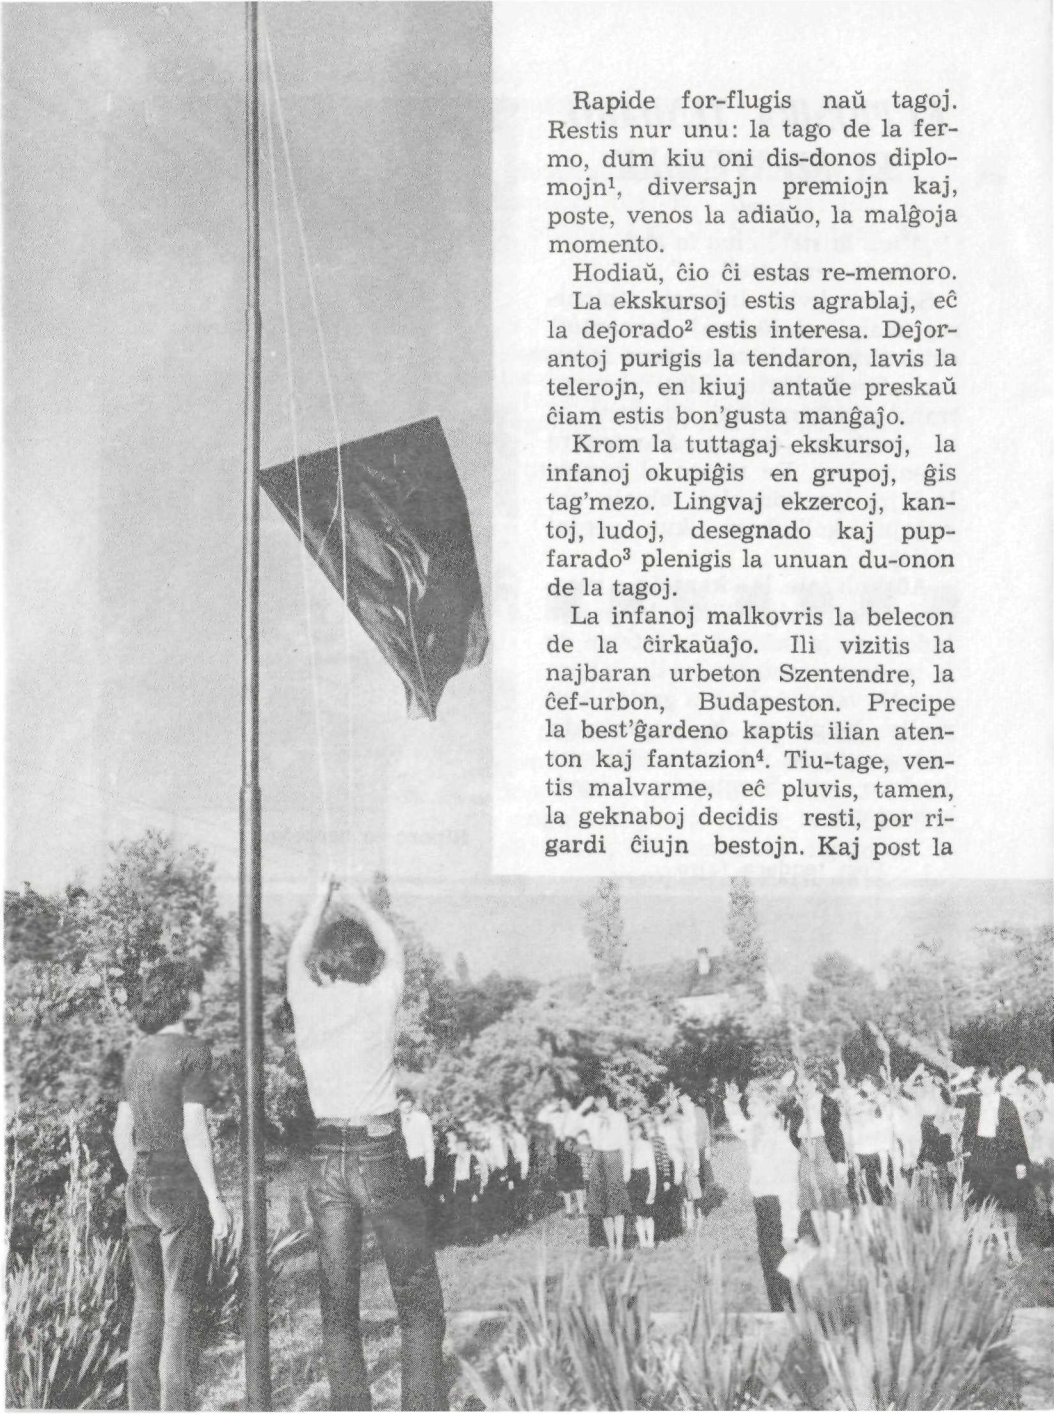 Rapide for-flugis naŭ tagoj.
Restis nur unu: la tago de la fer-
mo, dum kiu oni dis-donos diplo-
mojn¹, diversajn premiojn kaj,
poste, venos la adiaŭo, la malĝoja
momento.
Hodiaŭ, ĉio ĉi estas re-memoro.
La ekskursoj estis agrablaj, eĉ
la deĵorado² estis interesa. Deĵor-
antoj purigis la tendaron, lavis la
telerojn, en kiuj antaŭe preskaŭ
ĉiam estis bon'gusta manĝaĵo.
Krom la tuttagaj ekskursoj, la
infanoj okupiĝis en grupoj, ĝis
tag'mezo. Lingvaj ekzercoj, kan-
toj, ludoj, desegnado kaj pup-
farado³ plenigis la unuan du-onon
de la tagoj.
La infanoj malkovris la belecon
de la ĉirkaŭaĵo. Ili vizitis la
najbaran urbeton Szentendre, la
ĉef-urbon, Budapeston. Precipe
la best'ĝardeno kaptis ilian aten-
ton kaj fantazion⁴. Tiu-tage, ven-
tis malvarme, eĉ pluvis, tamen,
la geknaboj decidis resti, por ri-
gardi ĉiujn bestojn. Kaj post la